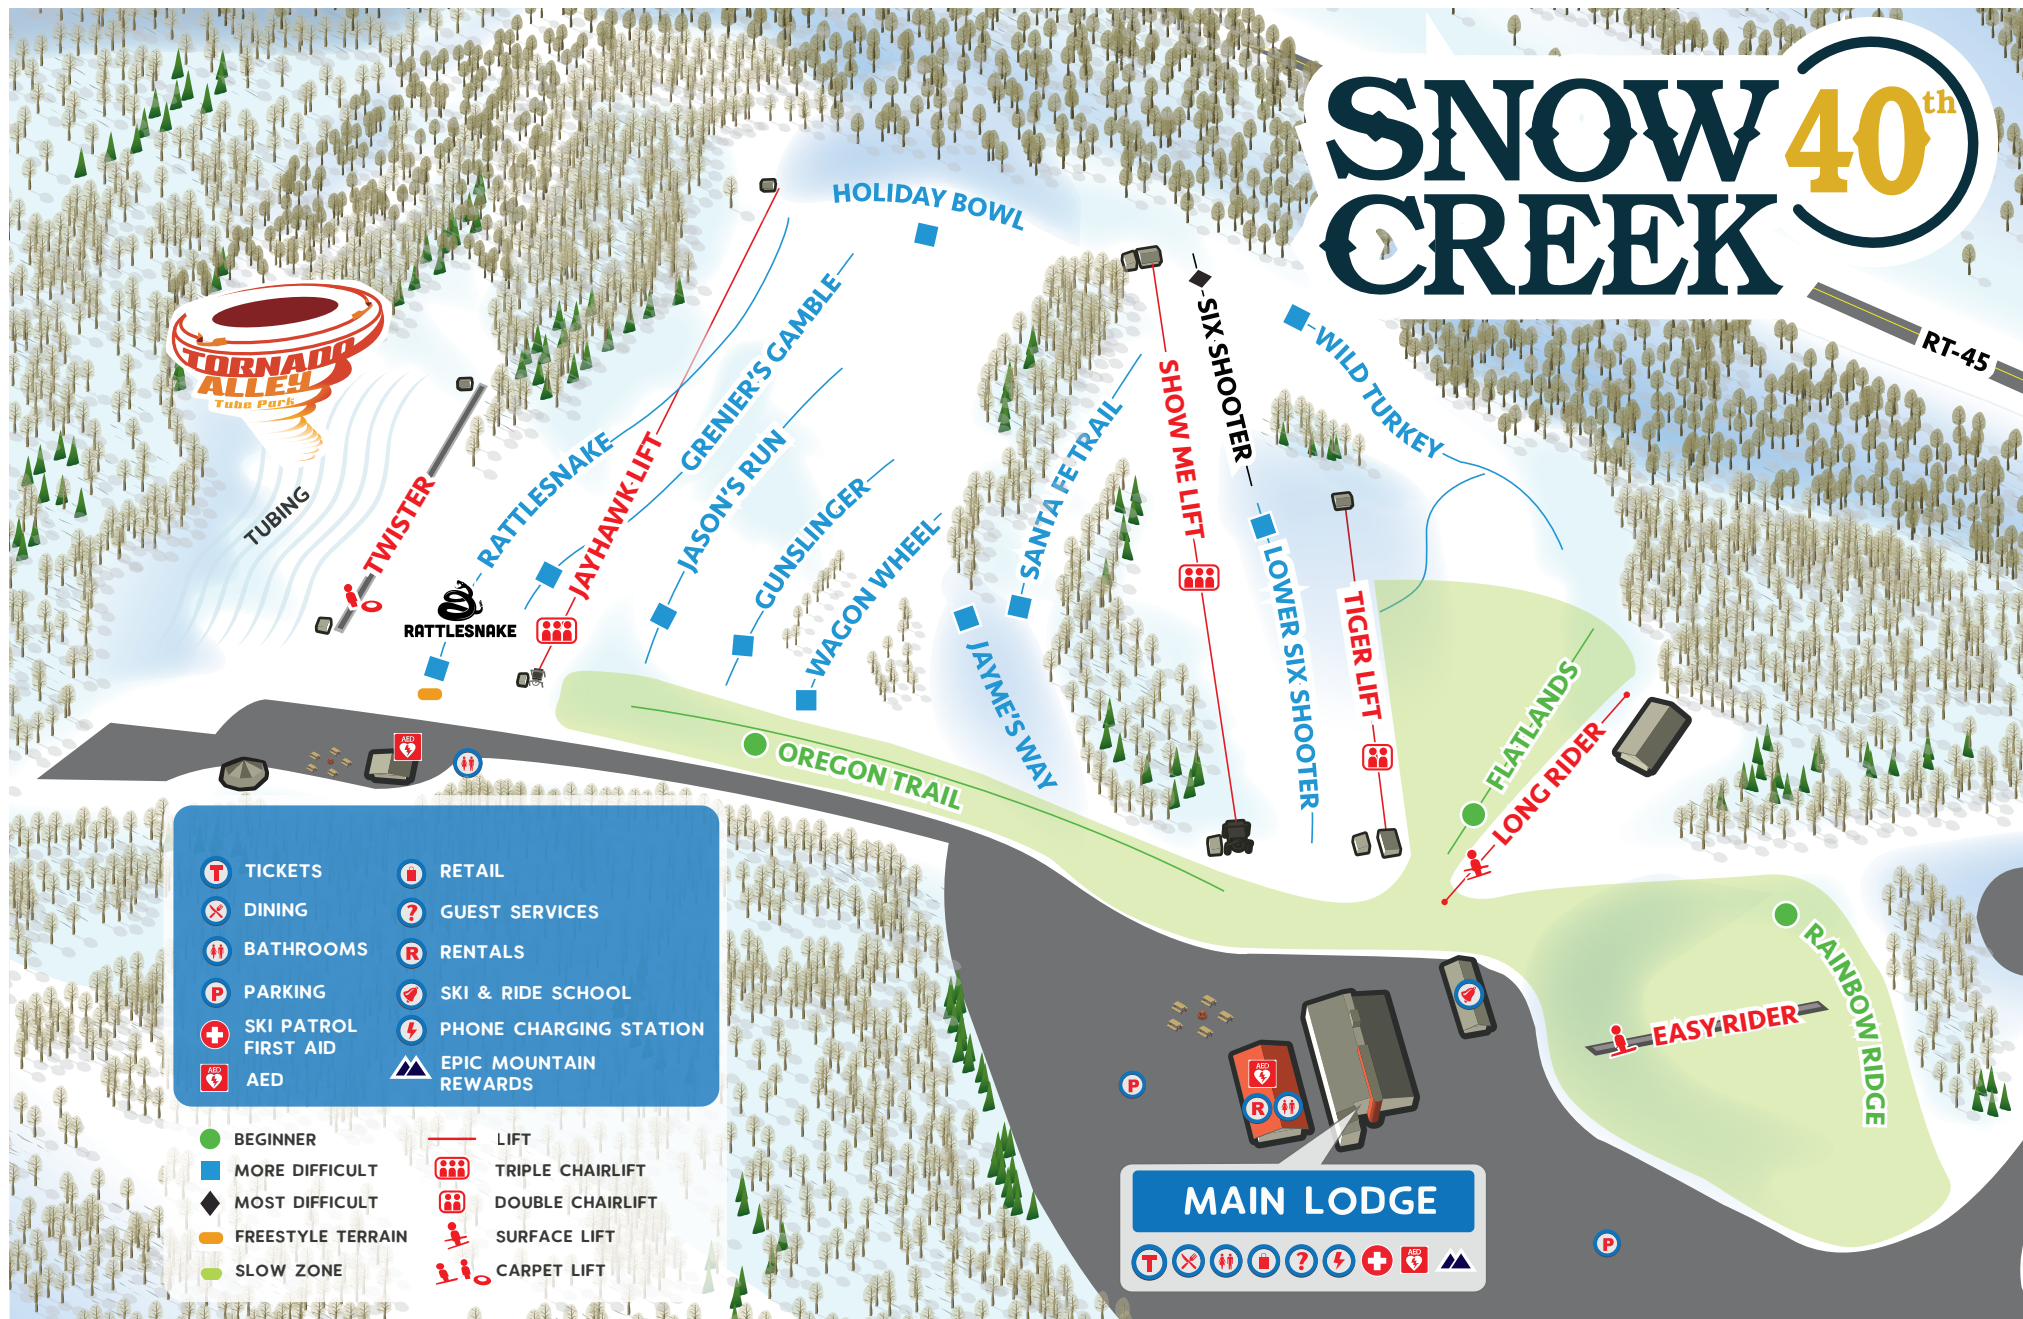 SNOW
CREEK
40th
RT-45
HOLIDAY BOWL
TORNADO
ALLEY
Tube Park
TUBING
TWISTER
RATTLESNAKE
RATTLESNAKE
JAYHAWK LIFT
GRENIER'S GAMBLE
JASON'S RUN
GUNSLINGER
WAGON WHEEL
SANTA FE TRAIL
JAYME'S WAY
SHOW ME LIFT
SIX SHOOTER
LOWER SIX SHOOTER
WILD TURKEY
TIGER LIFT
FLATLANDS
LONG RIDER
OREGON TRAIL
RAINBOW RIDGE
EASY RIDER
AED
T TICKETS
DINING
BATHROOMS
P PARKING
SKI PATROL
FIRST AID
AED AED
RETAIL
? GUEST SERVICES
R RENTALS
SKI & RIDE SCHOOL
PHONE CHARGING STATION
EPIC MOUNTAIN
REWARDS
BEGINNER
MORE DIFFICULT
MOST DIFFICULT
FREESTYLE TERRAIN
SLOW ZONE
LIFT
TRIPLE CHAIRLIFT
DOUBLE CHAIRLIFT
SURFACE LIFT
CARPET LIFT
P
AED
R
MAIN LODGE
T ? AED
P